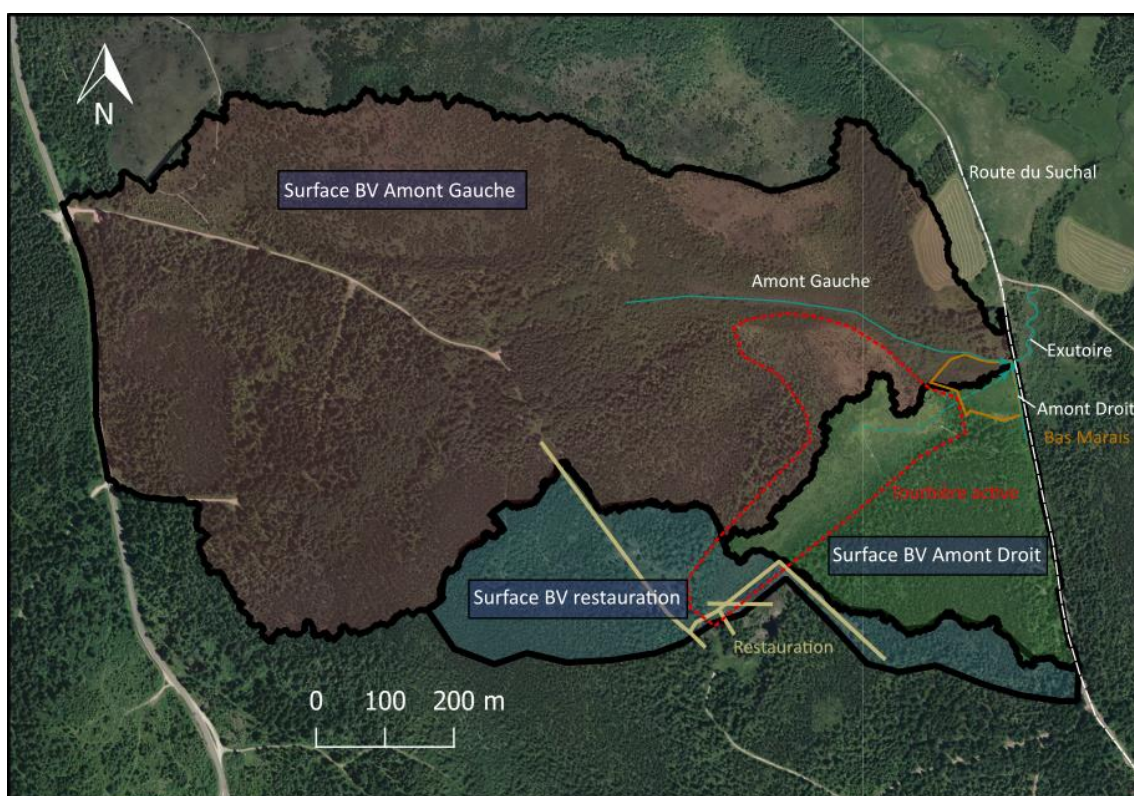 N
Route du Suchal
Surface BV Amont Gauche
Amont Gauche
Exutoire
Amont Droit
Bas Marais
Tourbière active
Surface BV Amont Droit
Surface BV restauration
Restauration
0 100 200 m